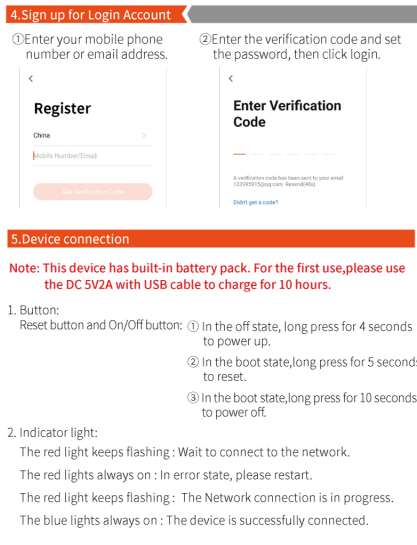 4.Sign up for Login Account
①Enter your mobile phone
number or email address.
②Enter the verification code and set
the password, then click login.
<
Register
China >
Mobile Number/Email
Get Verification Code
<
Enter Verification
Code
A verification code has been sent to your email
123995915@qq.com Resend(48s)
Didn't get a code?
5.Device connection
Note: This device has built-in battery pack. For the first use,please use
the DC 5V2A with USB cable to charge for 10 hours.
1. Button:
Reset button and On/Off button: ① In the off state, long press for 4 seconds
to power up.
② In the boot state,long press for 5 seconds
to reset.
③ In the boot state,long press for 10 seconds
to power off.
2. Indicator light:
The red light keeps flashing : Wait to connect to the network.
The red lights always on : In error state, please restart.
The red light keeps flashing : The Network connection is in progress.
The blue lights always on : The device is successfully connected.